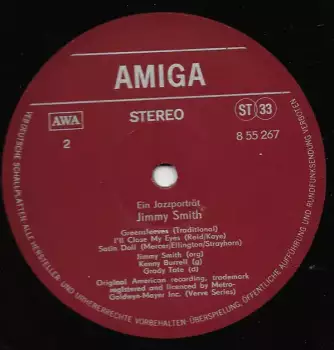 AMIGA
AWA
STEREO
ST 33
2
8 55 267
Ein Jazzporträt
Jimmy Smith
Greensleeves (Traditional)
I'll Close My Eyes (Reid/Kaye)
Satin Doll (Mercer/Ellington/Strayhorn)
Jimmy Smith (org)
Kenny Burrell (g)
Grady Tate (d)
Original American recording, trademark
registered and licenced by Metro-
Goldwyn-Mayer Inc. (Verve Series)
VEB DEUTSCHE SCHALLPLATTEN ALLE HERSTELLER- UND URHEBERRECHTE VORBEHALTEN ÜBERSPIELUNG, ÖFFENTLICHE AUFFÜHRUNG UND RUNDFUNKSENDUNG VERBOTEN